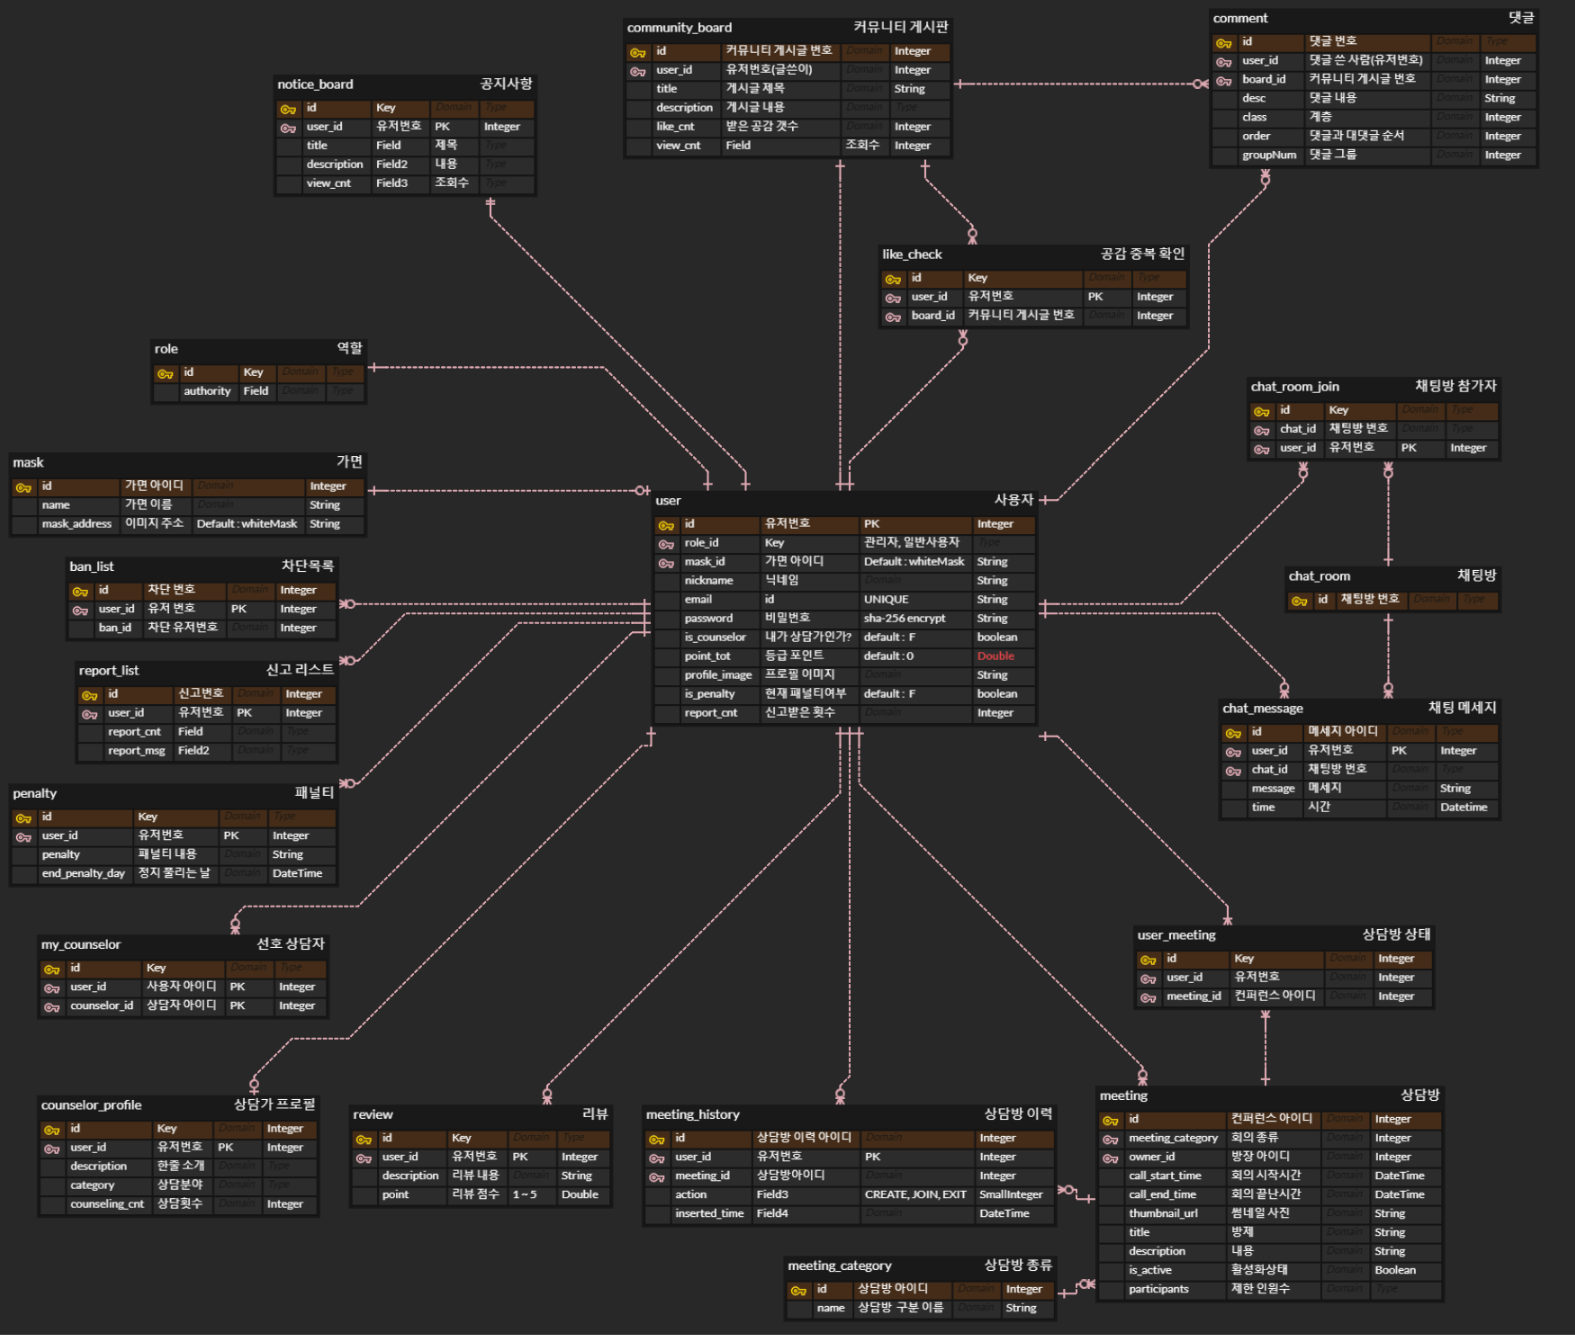 notice_board 공지사항
id Key Domain Type
user_id 유저번호 PK Integer
title Field 제목 Type
description Field2 내용 Type
view_cnt Field3 조회수 Type
community_board 커뮤니티 게시판
id 커뮤니티 게시글 번호 Domain Integer
user_id 유저번호(글쓴이) Domain Integer
title 게시글 제목 Domain String
description 게시글 내용 Domain Type
like_cnt 받은 공감 갯수 Domain Integer
view_cnt Field 조회수 Integer
comment 댓글
id 댓글 번호 Domain Type
user_id 댓글 쓴 사람(유저번호) Domain Integer
board_id 커뮤니티 게시글 번호 Domain Integer
desc 댓글 내용 Domain String
class 계층 Domain Integer
order 댓글과 대댓글 순서 Domain Integer
groupNum 댓글 그룹 Domain Integer
like_check 공감 중복 확인
id Key Domain Type
user_id 유저번호 PK Integer
board_id 커뮤니티 게시글 번호 Domain Integer
role 역할
id Key Domain Type
authority Field Domain Type
chat_room_join 채팅방 참가자
id Key Domain Type
chat_id 채팅방 번호 Domain Type
user_id 유저번호 PK Integer
mask 가면
id 가면 아이디 Domain Integer
name 가면 이름 Domain String
mask_address 이미지 주소 Default : whiteMask String
user 사용자
id 유저번호 PK Integer
role_id Key 관리자, 일반사용자 Type
mask_id 가면 아이디 Default : whiteMask String
nickname 닉네임 Domain String
email id UNIQUE String
password 비밀번호 sha-256 encrypt String
is_counselor 내가 상담가인가? default : F boolean
point_tot 등급 포인트 default : 0 Double
profile_image 프로필 이미지 Domain String
is_penalty 현재 패널티여부 default : F boolean
report_cnt 신고받은 횟수 Domain Integer
ban_list 차단목록
id 차단 번호 Domain Integer
user_id 유저 번호 PK Integer
ban_id 차단 유저번호 Domain Integer
chat_room 채팅방
id 채팅방 번호 Domain Type
report_list 신고 리스트
id 신고번호 Domain Integer
user_id 유저번호 PK Integer
report_cnt Field Domain Type
report_msg Field2 Domain Type
chat_message 채팅 메세지
id 메세지 아이디 Domain Type
user_id 유저번호 PK Integer
chat_id 채팅방 번호 Domain Type
message 메세지 Domain String
time 시간 Domain Datetime
penalty 패널티
id Key Domain Type
user_id 유저번호 PK Integer
penalty 패널티 내용 Domain String
end_penalty_day 정지 풀리는 날 Domain DateTime
my_counselor 선호 상담자
id Key Domain Type
user_id 사용자 아이디 PK Integer
counselor_id 상담자 아이디 PK Integer
user_meeting 상담방 상태
id Key Domain Integer
user_id 유저번호 Domain Integer
meeting_id 컨퍼런스 아이디 Domain Integer
counselor_profile 상담가 프로필
id Key Domain Integer
user_id 유저번호 PK Integer
description 한줄 소개 Domain Type
category 상담분야 Domain Type
counseling_cnt 상담횟수 Domain Integer
review 리뷰
id Key Domain Type
user_id 유저번호 PK Integer
description 리뷰 내용 Domain String
point 리뷰 점수 1 ~ 5 Double
meeting_history 상담방 이력
id 상담방 이력 아이디 Domain Integer
user_id 유저번호 PK Integer
meeting_id 상담방아이디 Domain Integer
action Field3 CREATE, JOIN, EXIT SmallInteger
inserted_time Field4 Domain DateTime
meeting 상담방
id 컨퍼런스 아이디 Domain Integer
meeting_category 회의 종류 Domain Integer
owner_id 방장 아이디 Domain Integer
call_start_time 회의 시작시간 Domain DateTime
call_end_time 회의 끝난시간 Domain DateTime
thumbnail_url 썸네일 사진 Domain String
title 방제 Domain String
description 내용 Domain String
is_active 활성화상태 Domain Boolean
participants 제한 인원수 Domain Type
meeting_category 상담방 종류
id 상담방 아이디 Domain Integer
name 상담방 구분 이름 Domain String